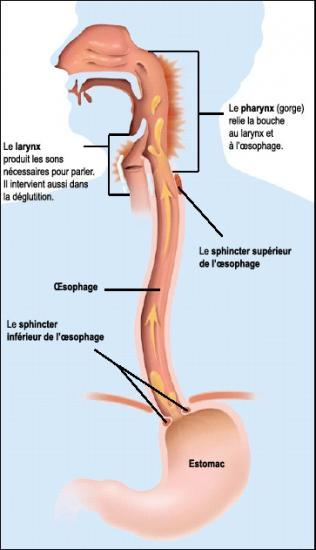 Le pharynx (gorge)
relie la bouche
au larynx et
à l'œsophage.
Le larynx
produit les sons
nécessaires pour parler.
Il intervient aussi dans
la déglutition.
Le sphincter supérieur
de l'œsophage
Œsophage
Le sphincter
inférieur de l'œsophage
Estomac